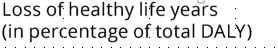 Loss of healthy life years
(in percentage of total DALY)